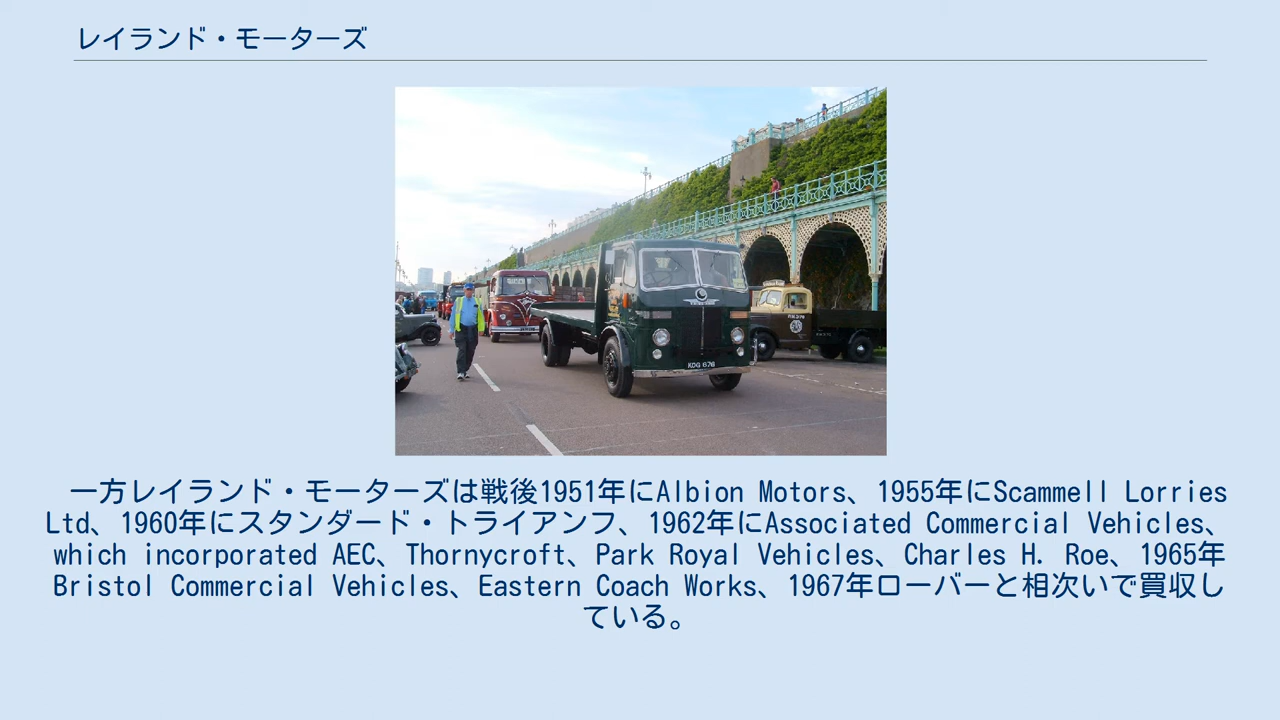 レイランド・モーターズ
KDG 676
一方レイランド・モーターズは戦後1951年にAlbion Motors、1955年にScammell Lorries
Ltd、1960年にスタンダード・トライアンフ、1962年にAssociated Commercial Vehicles、
which incorporated AEC、Thornycroft、Park Royal Vehicles、Charles H. Roe、1965年
Bristol Commercial Vehicles、Eastern Coach Works、1967年ローバーと相次いで買収し
ている。